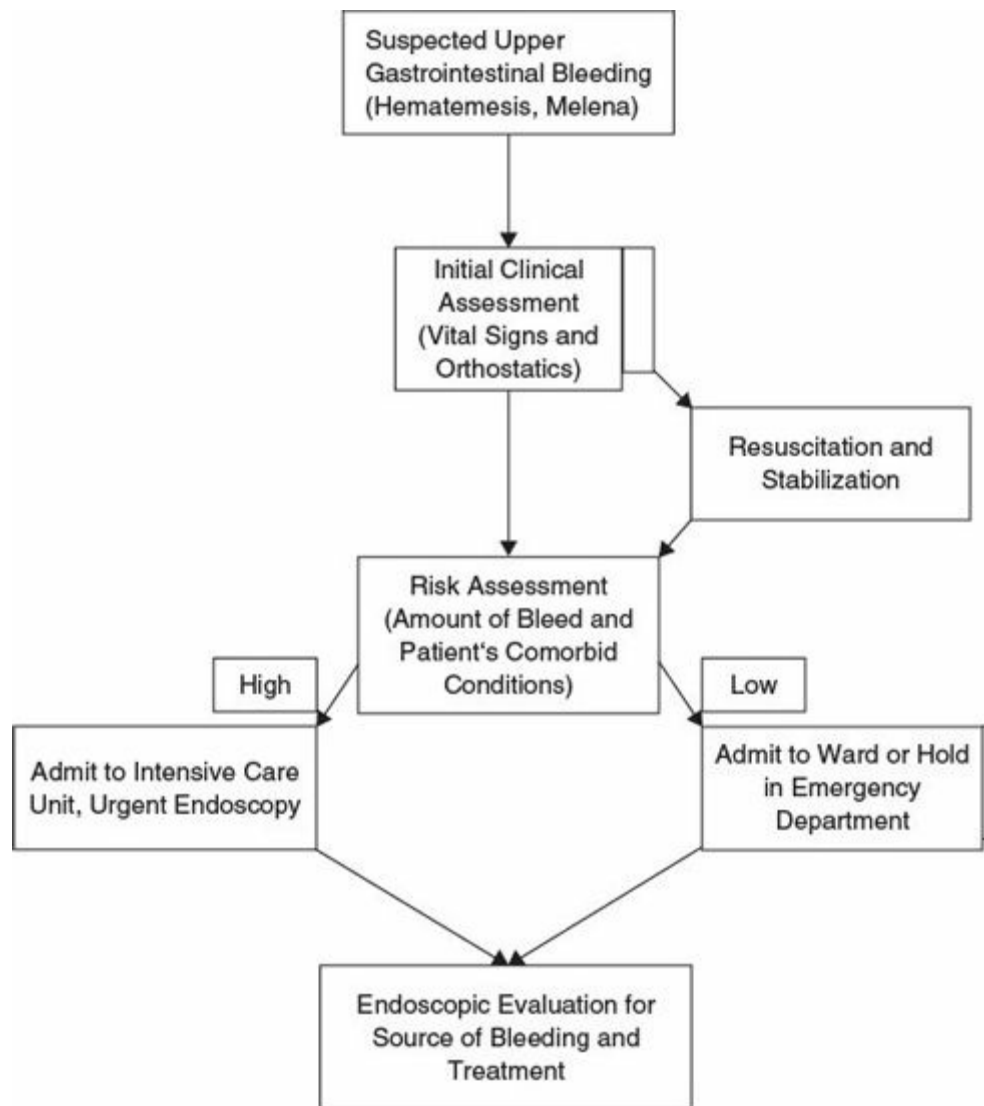 Suspected Upper
Gastrointestinal Bleeding
(Hematemesis, Melena)
Initial Clinical
Assessment
(Vital Signs and
Orthostatics)
Resuscitation and
Stabilization
Risk Assessment
(Amount of Bleed and
Patient‘s Comorbid
Conditions)
High
Low
Admit to Intensive Care
Unit, Urgent Endoscopy
Admit to Ward or Hold
in Emergency
Department
Endoscopic Evaluation for
Source of Bleeding and
Treatment